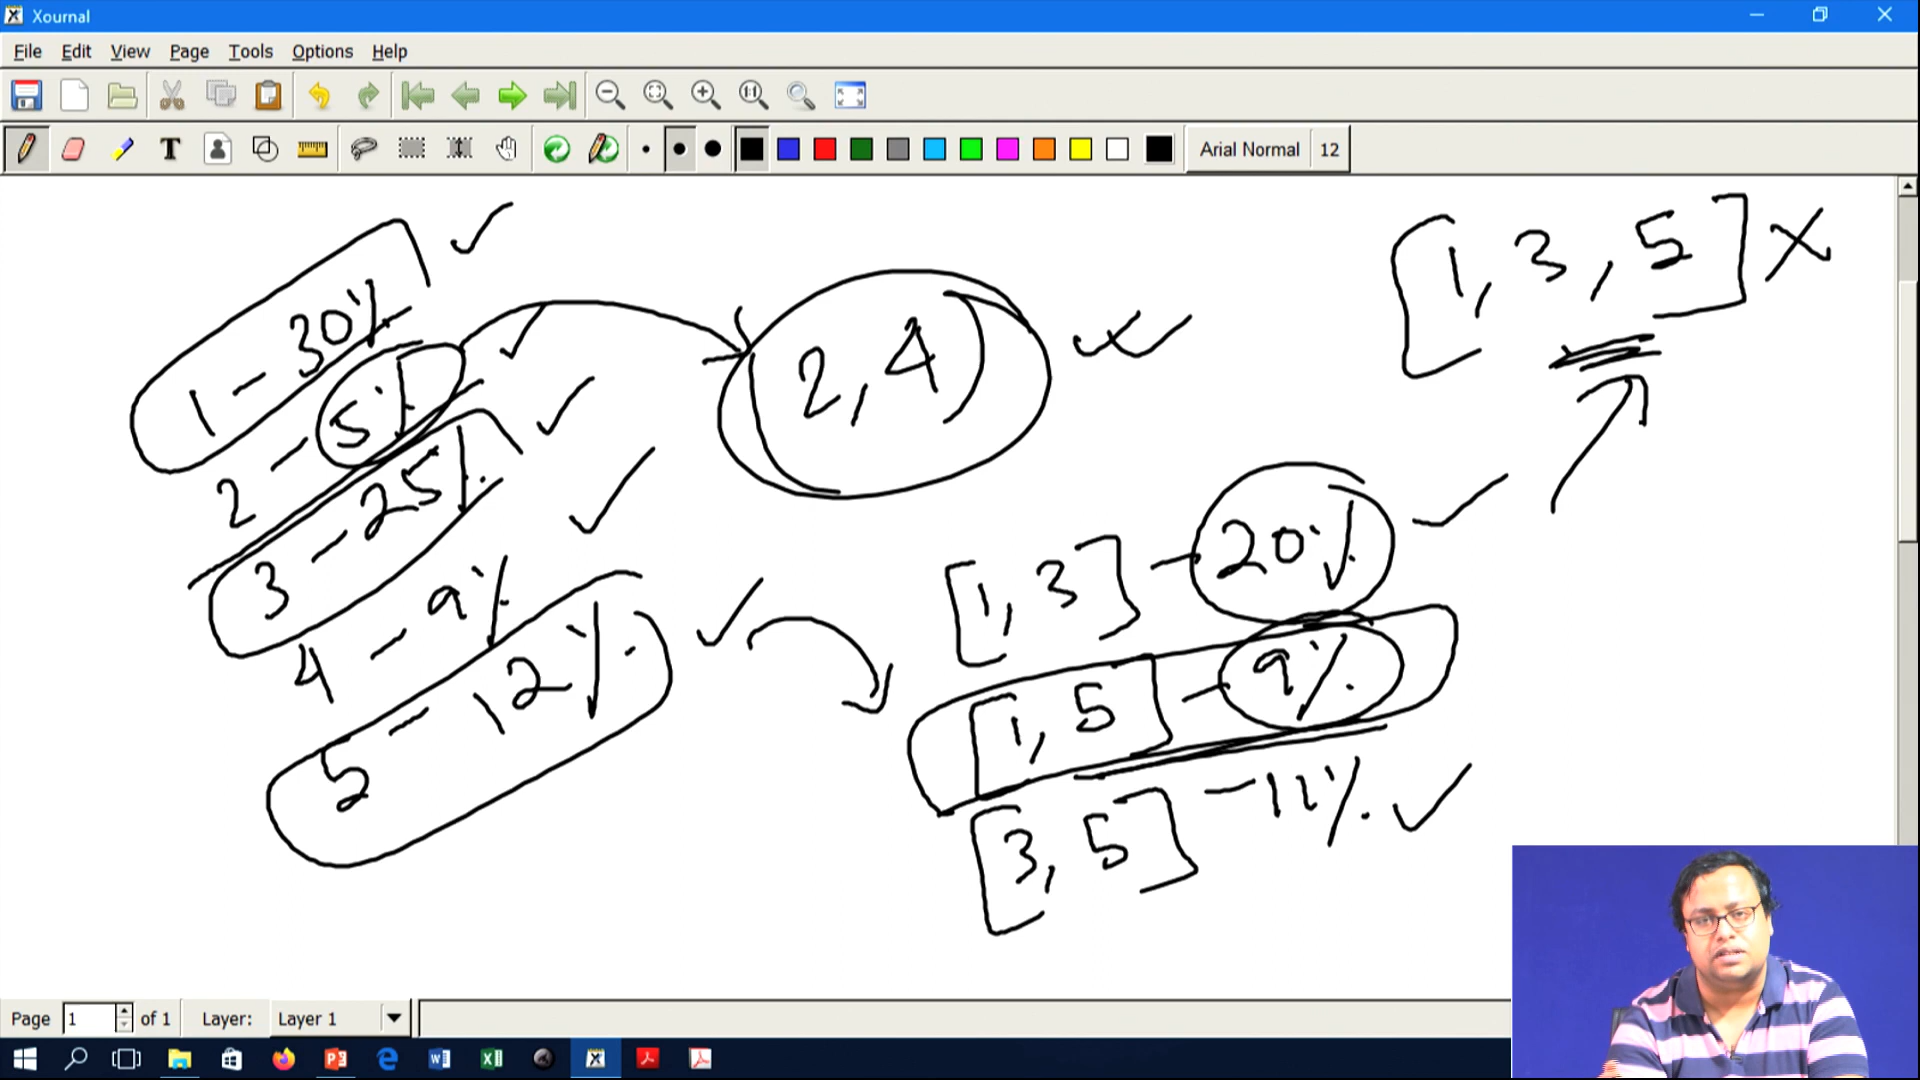 Xournal
File Edit View Page Tools Options Help
Arial Normal 12
1 - 30%
2 - 5%
3 - 25%
4 - 9%
5 - 12%
(2, 4)
[1, 3, 5] X
[1, 3] - 20%
[1, 5] - 9%
[3, 5] - 11%
Page 1 of 1 Layer: Layer 1